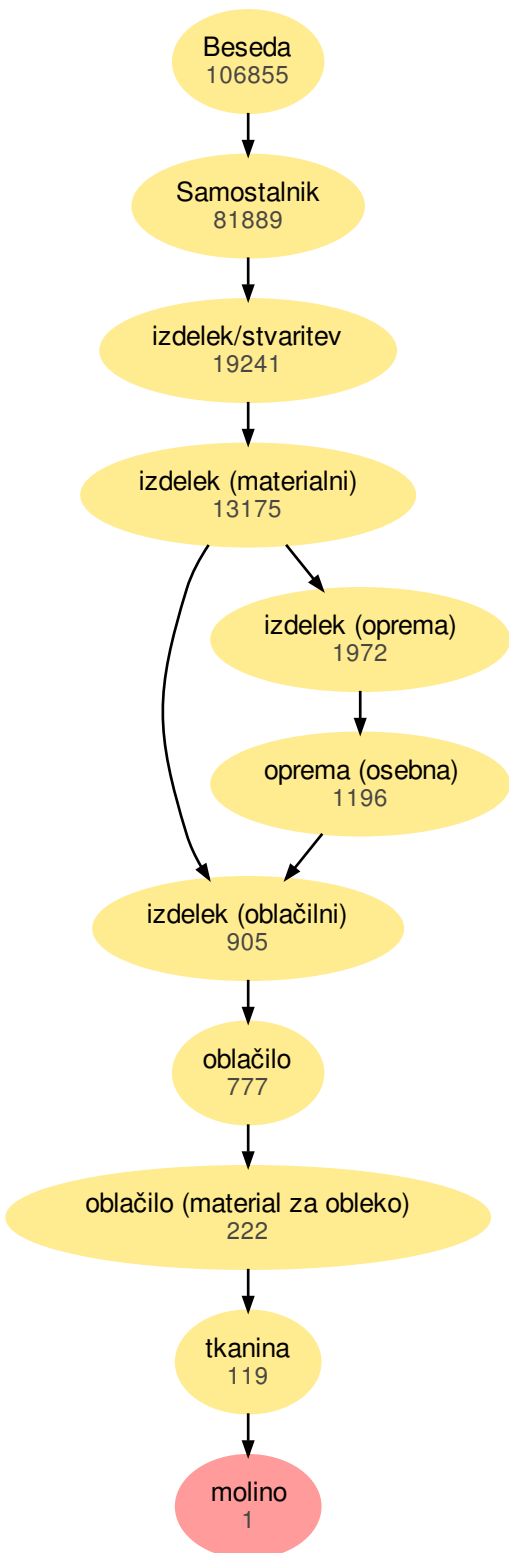 Beseda
106855
Samostalnik
81889
izdelek/stvaritev
19241
izdelek (materialni)
13175
izdelek (oprema)
1972
oprema (osebna)
1196
izdelek (oblačilni)
905
oblačilo
777
oblačilo (material za obleko)
222
tkanina
119
molino
1